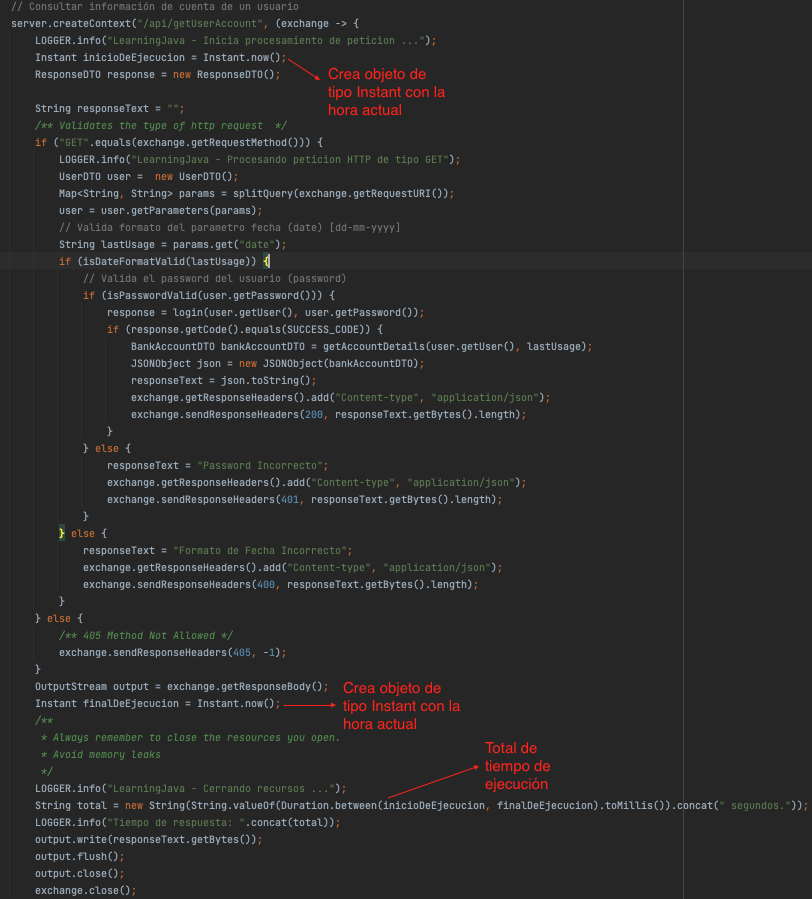 // Consultar información de cuenta de un usuario
server.createContext("/api/getUserAccount", (exchange -> {
LOGGER.info("LearningJava - Inicia procesamiento de peticion ...");
Instant inicioDeEjecucion = Instant.now();
ResponseDTO response = new ResponseDTO();
Crea objeto de
tipo Instant con la
hora actual
String responseText = "";
/** Validates the type of http request  */
if ("GET".equals(exchange.getRequestMethod())) {
LOGGER.info("LearningJava - Procesando peticion HTTP de tipo GET");
UserDTO user =  new UserDTO();
Map<String, String> params = splitQuery(exchange.getRequestURI());
user = user.getParameters(params);
// Valida formato del parametro fecha (date) [dd-mm-yyyy]
String lastUsage = params.get("date");
if (isDateFormatValid(lastUsage)) {
// Valida el password del usuario (password)
if (isPasswordValid(user.getPassword())) {
response = login(user.getUser(), user.getPassword());
if (response.getCode().equals(SUCCESS_CODE)) {
BankAccountDTO bankAccountDTO = getAccountDetails(user.getUser(), lastUsage);
JSONObject json = new JSONObject(bankAccountDTO);
responseText = json.toString();
exchange.getResponseHeaders().add("Content-type", "application/json");
exchange.sendResponseHeaders(200, responseText.getBytes().length);
}
} else {
responseText = "Password Incorrecto";
exchange.getResponseHeaders().add("Content-type", "application/json");
exchange.sendResponseHeaders(401, responseText.getBytes().length);
}
} else {
responseText = "Formato de Fecha Incorrecto";
exchange.getResponseHeaders().add("Content-type", "application/json");
exchange.sendResponseHeaders(400, responseText.getBytes().length);
}
} else {
/** 405 Method Not Allowed */
exchange.sendResponseHeaders(405, -1);
}
OutputStream output = exchange.getResponseBody();
Instant finalDeEjecucion = Instant.now();
Crea objeto de
tipo Instant con la
hora actual
/**
* Always remember to close the resources you open.
* Avoid memory leaks
*/
Total de
tiempo de
ejecución
LOGGER.info("LearningJava - Cerrando recursos ...");
String total = new String(String.valueOf(Duration.between(inicioDeEjecucion, finalDeEjecucion).toMillis()).concat(" segundos."));
LOGGER.info("Tiempo de respuesta: ".concat(total));
output.write(responseText.getBytes());
output.flush();
output.close();
exchange.close();